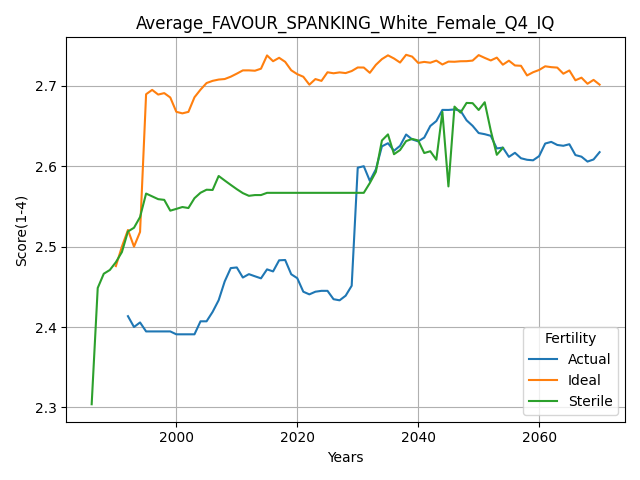 Average_FAVOUR_SPANKING_White_Female_Q4_IQ
Score(1-4)
2.7
2.6
2.5
2.4
2.3
2000
2020
2040
2060
Years
Fertility
Actual
Ideal
Sterile